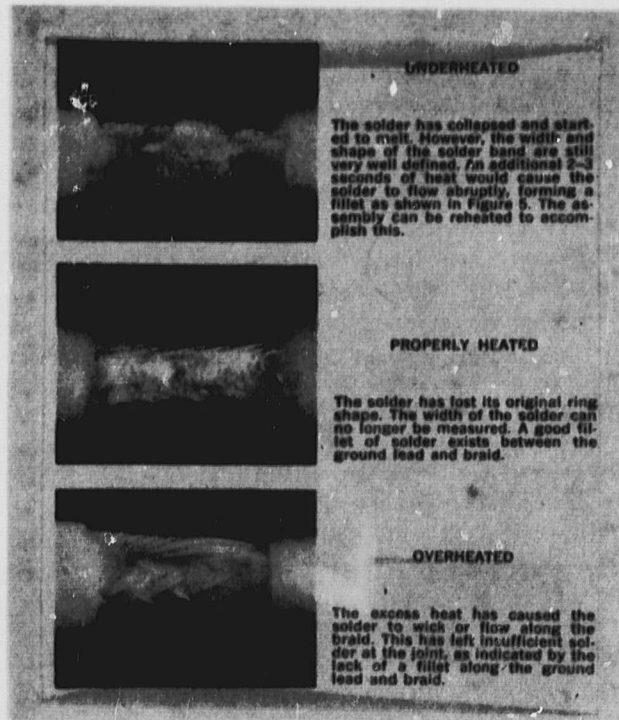 UNDERHEATED
The solder has collapsed and start-
ed to melt. However, the width and
shape of the solder band are still
very well defined. An additional 2-3
seconds of heat would cause the
solder to flow abruptly, forming a
fillet as shown in Figure 5. The as-
sembly can be reheated to accom-
plish this.
PROPERLY HEATED
The solder has lost its original ring
shape. The width of the solder can
no longer be measured. A good fil-
let of solder exists between the
ground lead and braid.
OVERHEATED
The excess heat has caused the
solder to wick or flow along the
braid. This has left insufficient sol-
der at the joint, as indicated by the
lack of a fillet along the ground
lead and braid.